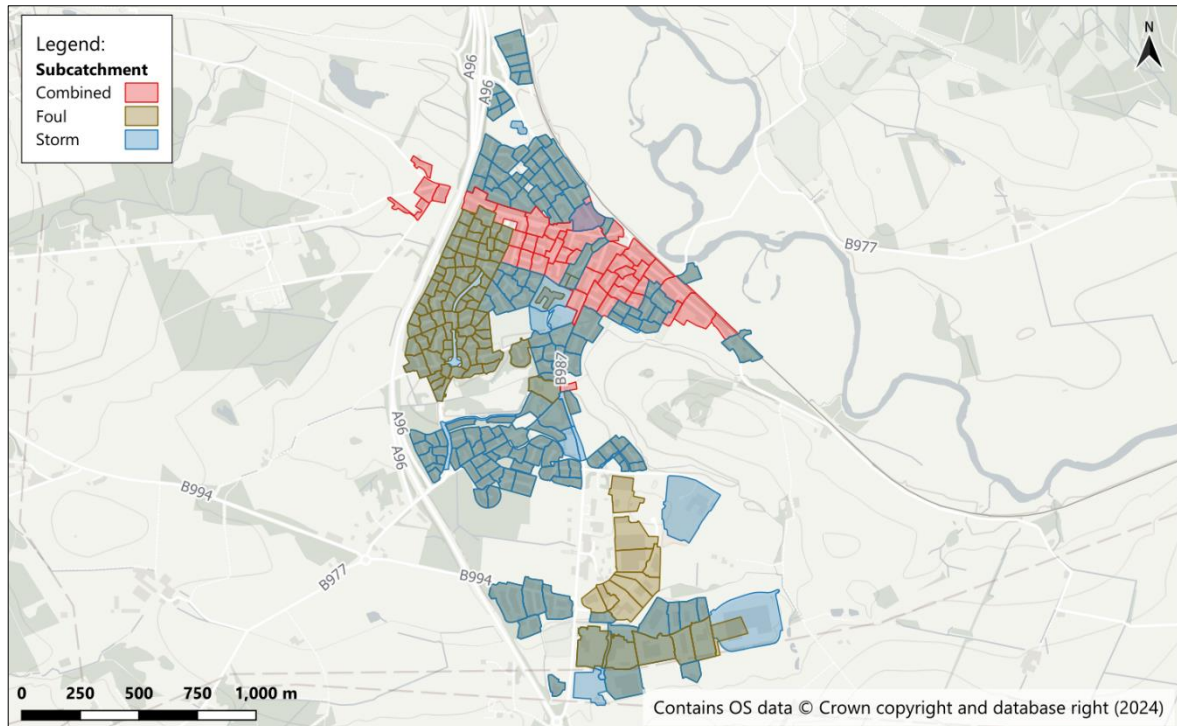 Legend:
Subcatchment
Combined
Foul
Storm
N
A96
A96
B977
B987
A96
A96
B994
B977
B994
0 250 500 750 1,000 m
Contains OS data © Crown copyright and database right (2024)